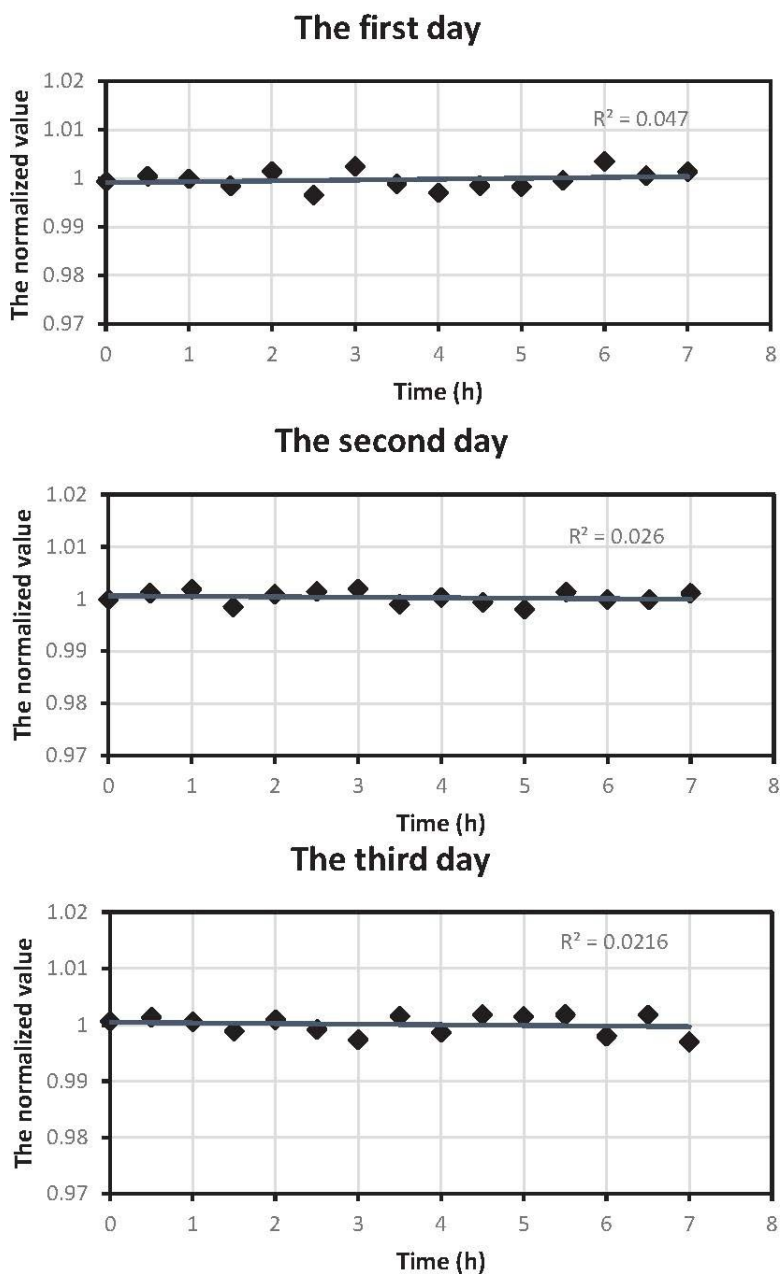 The first day
The normalized value
1.02
1.01
1
0.99
0.98
0.97
R² = 0.047
0 1 2 3 4 5 6 7 8
Time (h)
The second day
The normalized value
1.02
1.01
1
0.99
0.98
0.97
R² = 0.026
0 1 2 3 4 5 6 7 8
Time (h)
The third day
The normalized value
1.02
1.01
1
0.99
0.98
0.97
R² = 0.0216
0 1 2 3 4 5 6 7 8
Time (h)